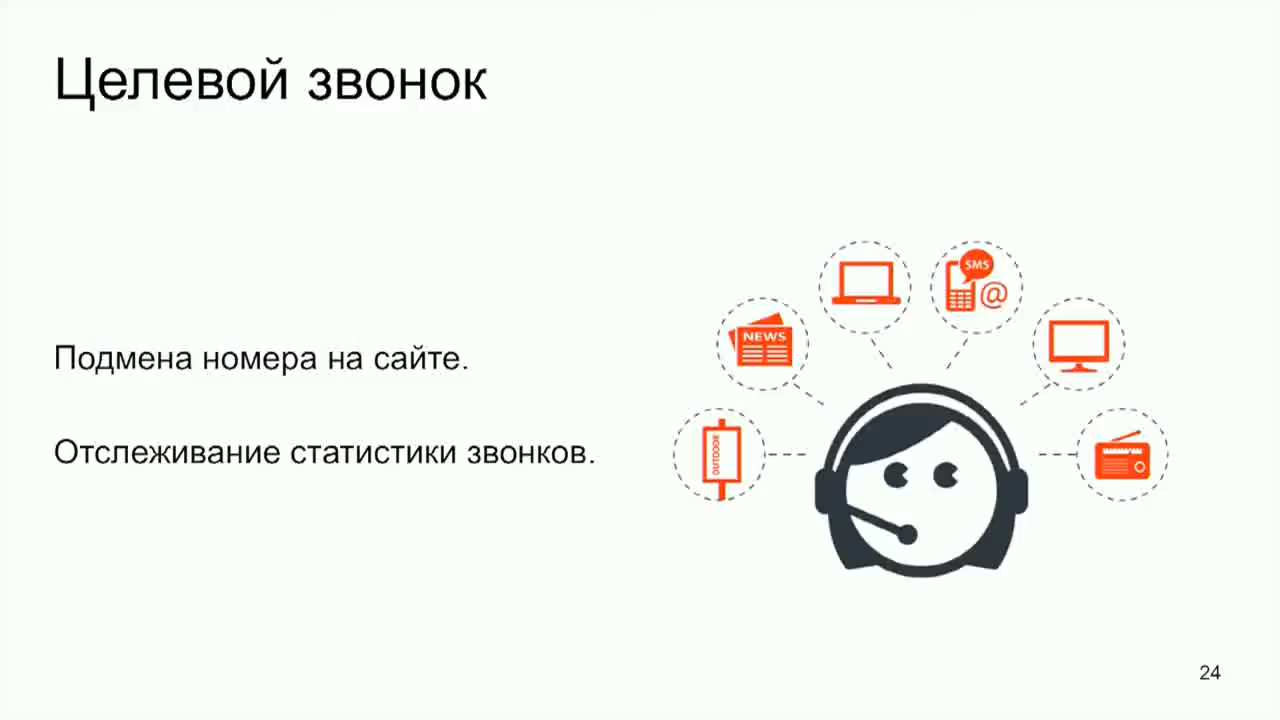 Целевой звонок
SMS
@
NEWS
Подмена номера на сайте.
OUTDOOR
Отслеживание статистики звонков.
24